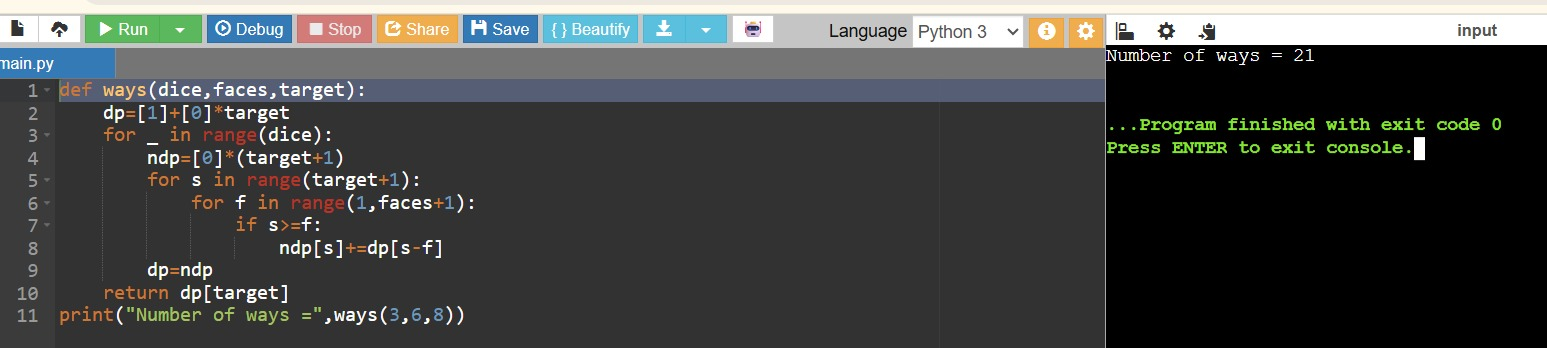 Run Debug Stop Share Save { } Beautify Language Python 3 input
main.py
1 def ways(dice,faces,target):
2     dp=[1]+[0]*target
3     for _ in range(dice):
4         ndp=[0]*(target+1)
5         for s in range(target+1):
6             for f in range(1,faces+1):
7                 if s>=f:
8                     ndp[s]+=dp[s-f]
9         dp=ndp
10     return dp[target]
11 print("Number of ways =",ways(3,6,8))
Number of ways = 21
...Program finished with exit code 0
Press ENTER to exit console.